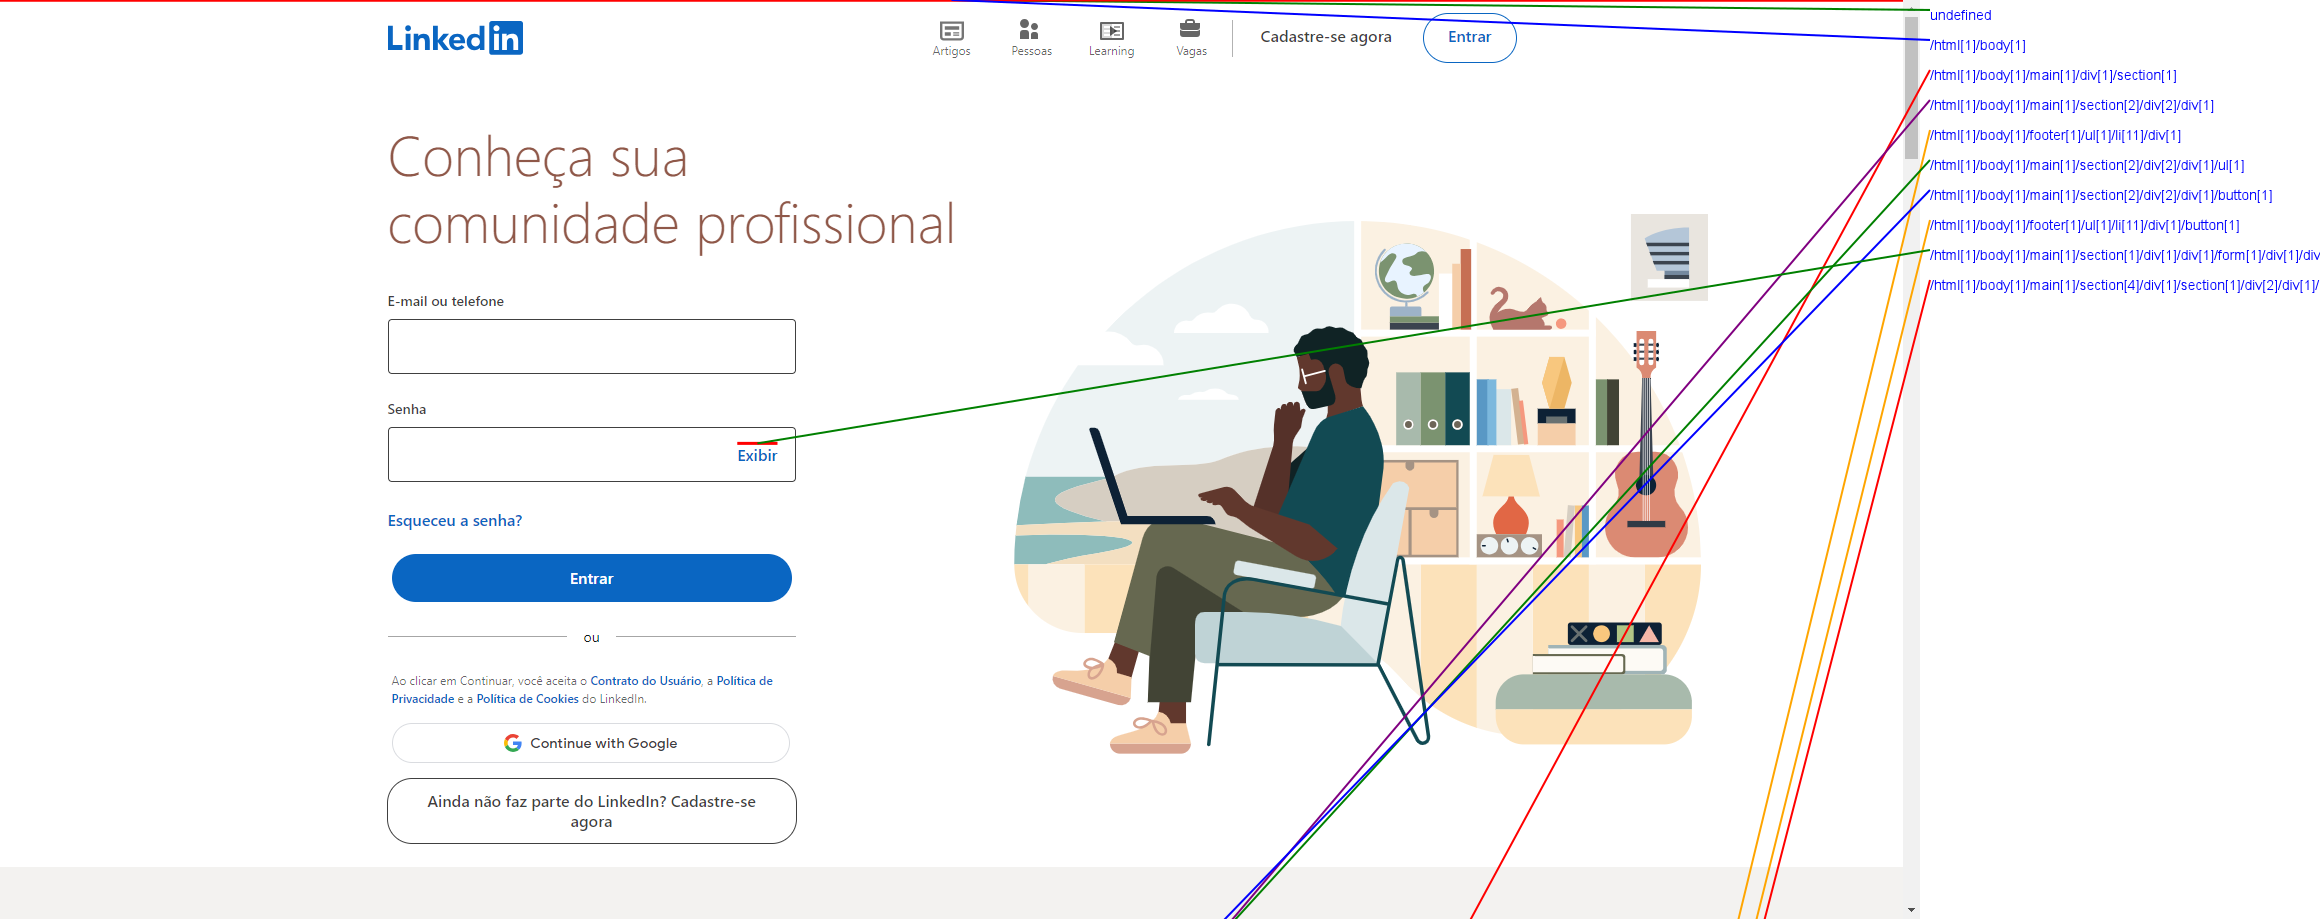 Linked in
Artigos
Pessoas
Learning
Vagas
Cadastre-se agora
Entrar
Conheça sua
comunidade profissional
E-mail ou telefone
Senha
Exibir
Esqueceu a senha?
Entrar
ou
Ao clicar em Continuar, você aceita o Contrato do Usuário, a Política de
Privacidade e a Política de Cookies do LinkedIn.
Continue with Google
Ainda não faz parte do LinkedIn? Cadastre-se
agora
undefined
/html[1]/body[1]
/html[1]/body[1]/main[1]/div[1]/section[1]
/html[1]/body[1]/main[1]/section[2]/div[2]/div[1]
/html[1]/body[1]/footer[1]/ul[1]/li[11]/div[1]
/html[1]/body[1]/main[1]/section[2]/div[2]/div[1]/ul[1]
/html[1]/body[1]/main[1]/section[2]/div[2]/div[1]/button[1]
/html[1]/body[1]/footer[1]/ul[1]/li[11]/div[1]/button[1]
/html[1]/body[1]/main[1]/section[1]/div[1]/div[1]/form[1]/div[1]/div
/html[1]/body[1]/main[1]/section[4]/div[1]/section[1]/div[2]/div[1]/